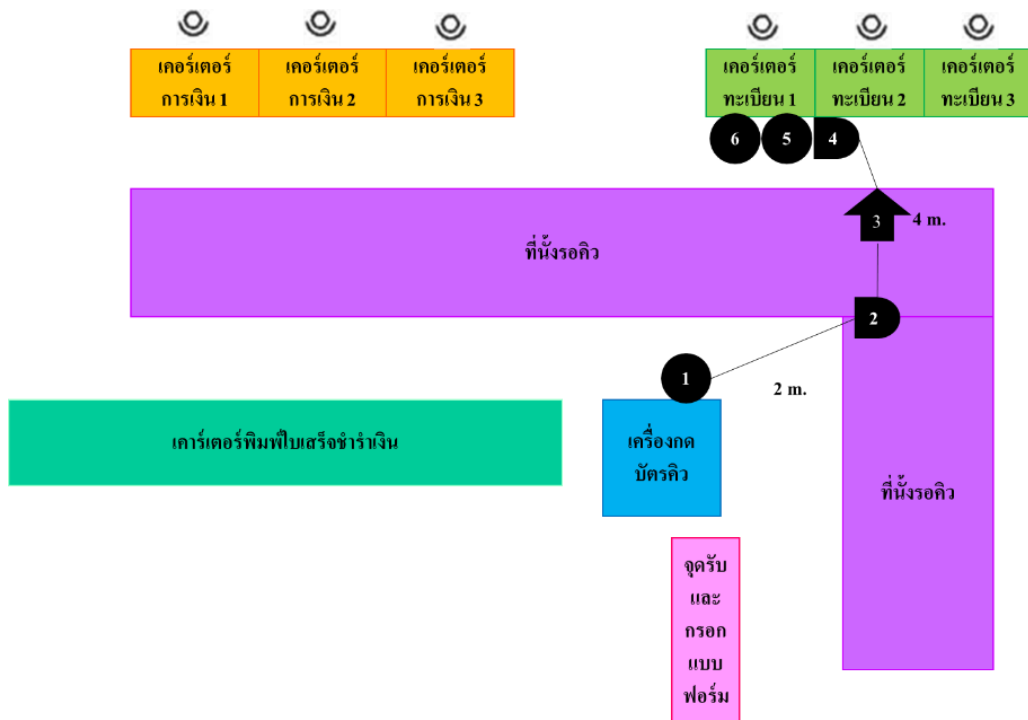 เคอร์เตอร์
การเงิน 1
เคอร์เตอร์
การเงิน 2
เคอร์เตอร์
การเงิน 3
เคอร์เตอร์
ทะเบียน 1
เคอร์เตอร์
ทะเบียน 2
เคอร์เตอร์
ทะเบียน 3
6
5
4
3
4 m.
ที่นั้งรอคิว
2
1
2 m.
เคาร์เตอร์พิมพ์ใบเสร็จชำรำเงิน
เครื่องกด
บัตรคิว
ที่นั้งรอคิว
จุดรับ
และ
กรอก
แบบ
ฟอร์ม